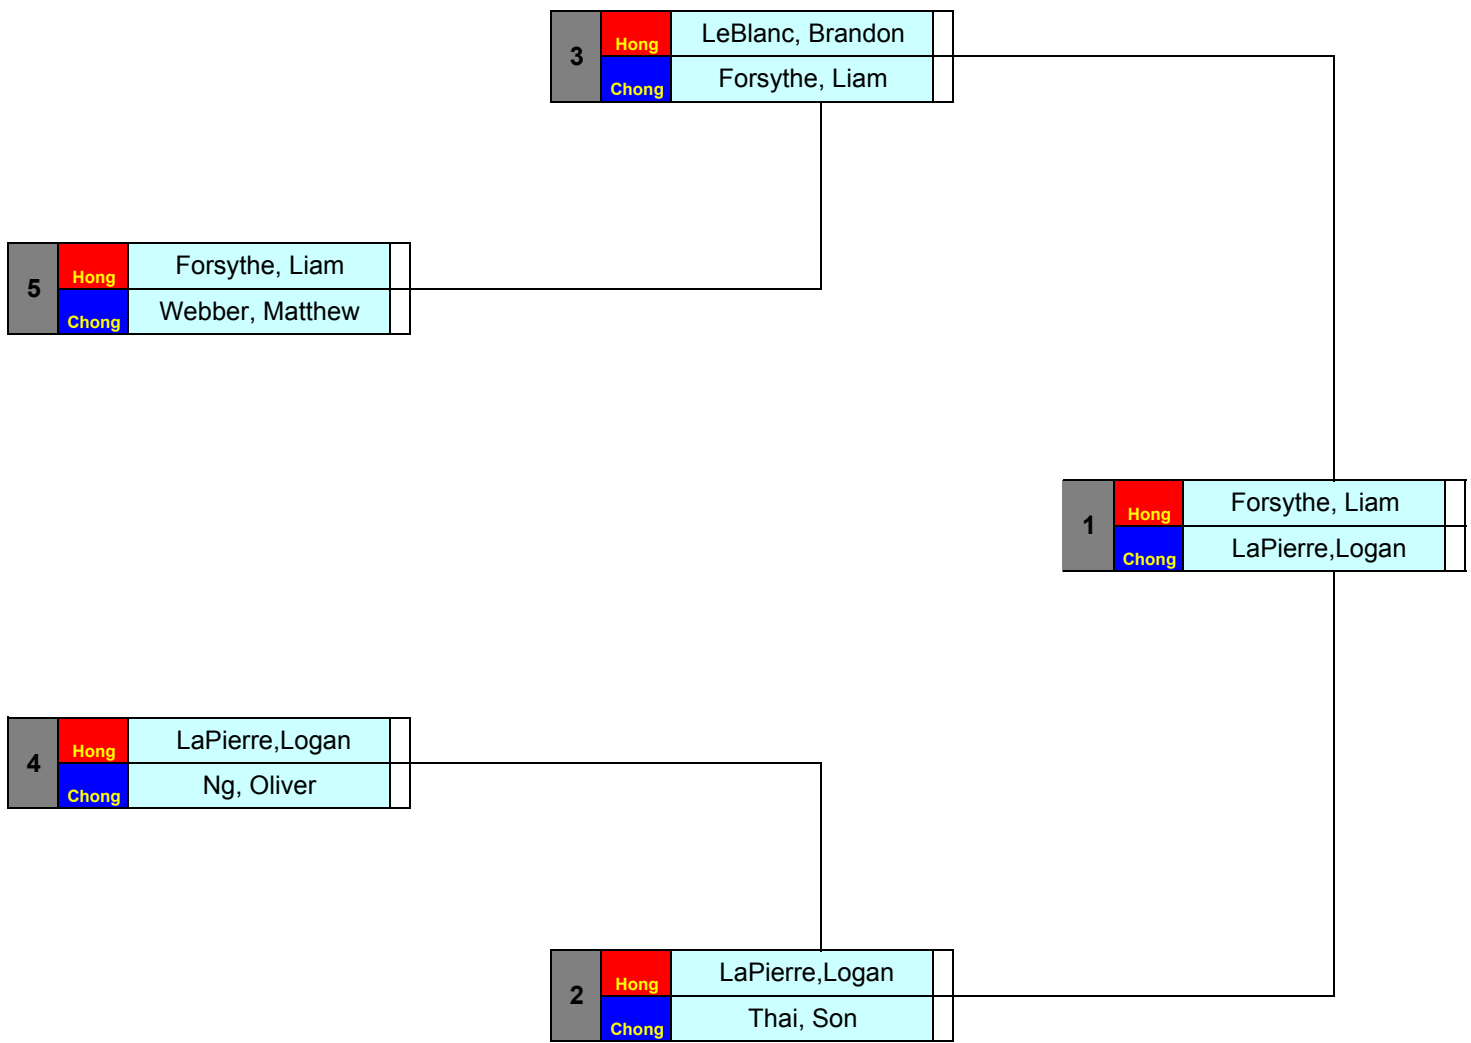 3
Hong
LeBlanc, Brandon
Chong
Forsythe, Liam
5
Hong
Forsythe, Liam
Chong
Webber, Matthew
1
Hong
Forsythe, Liam
Chong
LaPierre,Logan
4
Hong
LaPierre,Logan
Chong
Ng, Oliver
2
Hong
LaPierre,Logan
Chong
Thai, Son